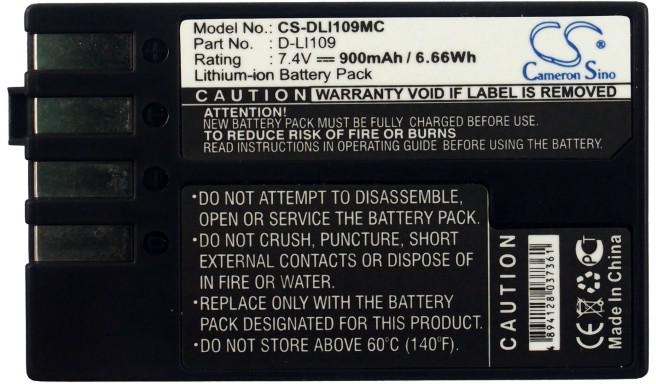 Model No.: CS-DLI109MC
Part No. : D-LI109
Rating : 7.4V 900mAh / 6.66Wh
Lithium-ion Battery Pack
CS
Cameron Sino
CAUTION WARRANTY VOID IF LABEL IS REMOVED
ATTENTION!
NEW BATTERY PACK MUST BE FULLY CHARGED BEFORE USE.
TO REDUCE RISK OF FIRE OR BURNS
READ INSTRUCTIONS IN OPERATING GUIDE BEFORE USING BATTERY.
•DO NOT ATTEMPT TO DISASSEMBLE,
OPEN OR SERVICE THE BATTERY PACK.
•DO NOT CRUSH, PUNCTURE, SHORT
EXTERNAL CONTACTS OR DISPOSE OF
IN FIRE OR WATER.
•REPLACE ONLY WITH THE BATTERY
PACK DESIGNATED FOR THIS PRODUCT.
•DO NOT STORE ABOVE 60°C (140°F).
CAUTION
4 894128 037361
CE PCT
Made In China